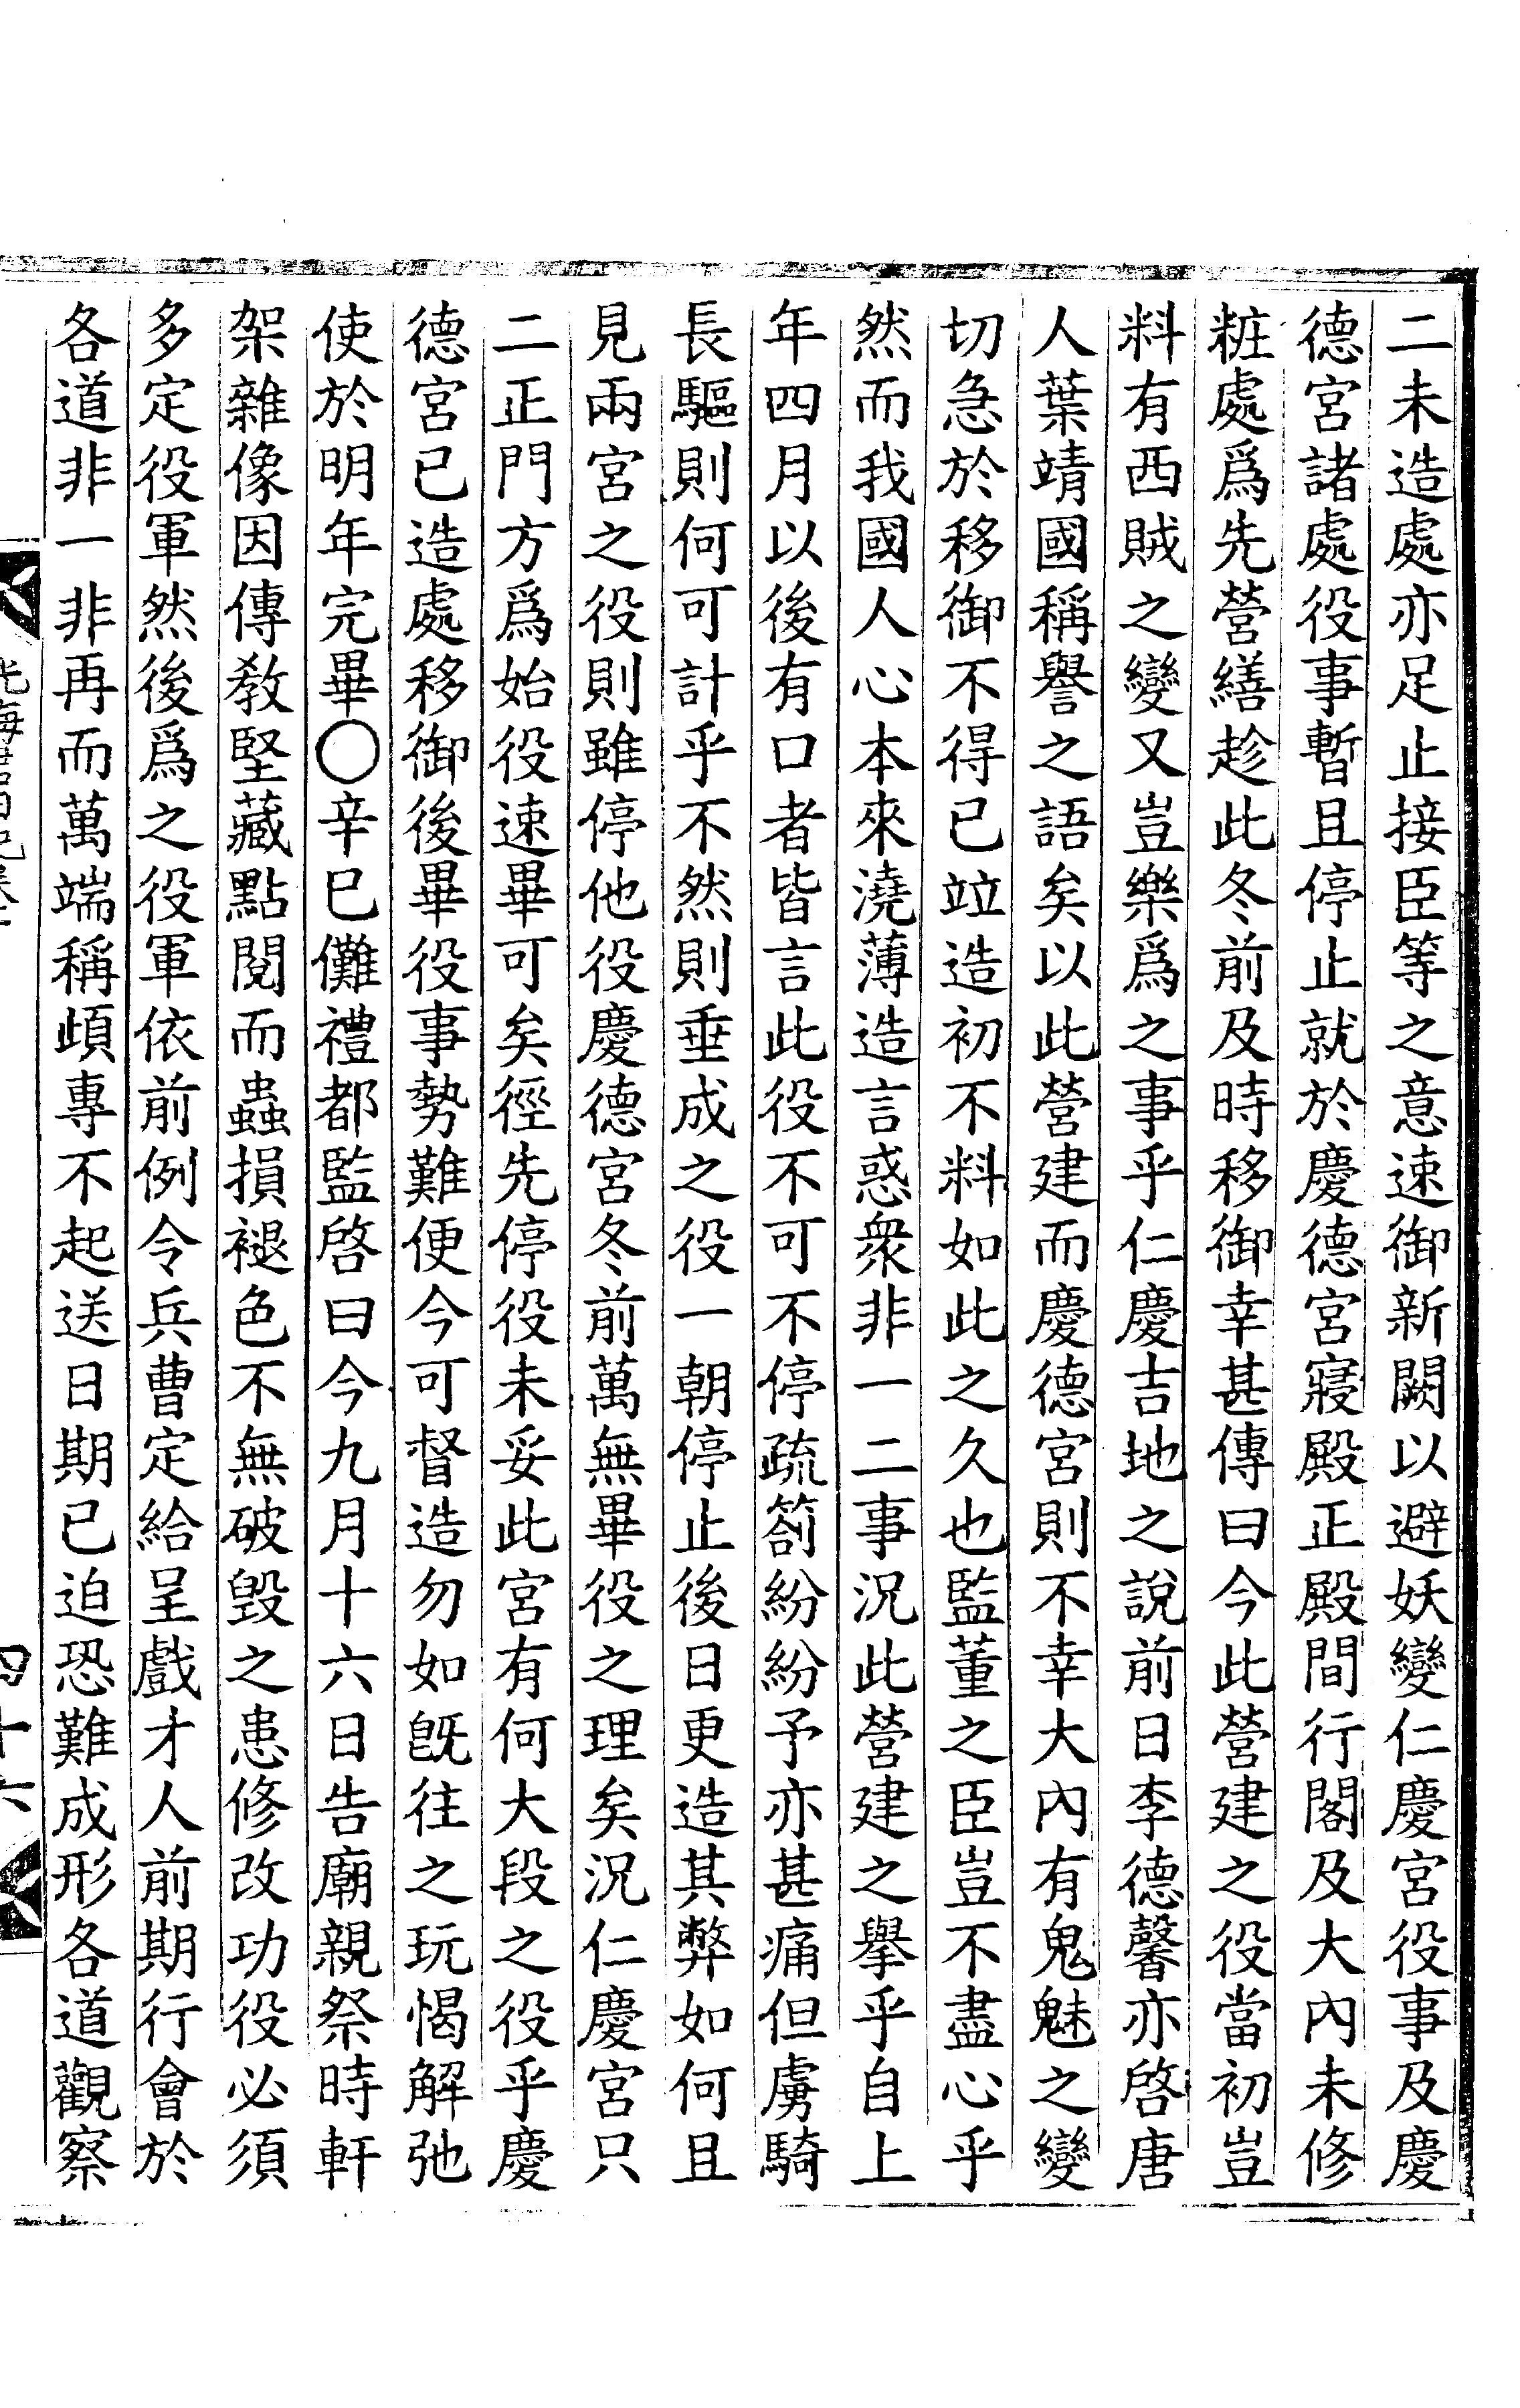 二未造處亦足止接臣等之意速御新闕以避妖變仁慶宮役事及慶
德宮諸處役事暫且停止就於慶德宮寢殿正殿間行閣及大內未修
粧處爲先營繕趁此冬前及時移御幸甚傳曰今此營建之役當初豈
料有西賊之變又豈樂爲之事乎仁慶吉地之說前日李德馨亦啓唐
人葉靖國稱譽之語矣以此營建而慶德宮則不幸大內有鬼魅之變
切急於移御不得已竝造初不料如此之久也監董之臣豈不盡心乎
然而我國人心本來澆薄造言惑衆非一二事況此營建之擧乎自上
年四月以後有口者皆言此役不可不停疏箚紛紛予亦甚痛但虜騎
長驅則何可計乎不然則垂成之役一朝停止後日更造其弊如何且
見兩宮之役則雖停他役慶德宮冬前萬無畢役之理矣況仁慶宮只
二正門方爲始役速畢可矣徑先停役未妥此宮有何大段之役乎慶
德宮已造處移御後畢役事勢難便今可督造勿如旣往之玩愒解弛
使於明年完畢○辛巳儺禮都監啓曰今九月十六日告廟親祭時軒
架雜像因傳敎堅藏點閱而蟲損褪色不無破毀之患修改功役必須
多定役軍然後爲之役軍依前例令兵曹定給呈戲才人前期行會於
各道非一非再而萬端稱頉專不起送日期已迫恐難成形各道觀察
光海君日記卷十
四十六